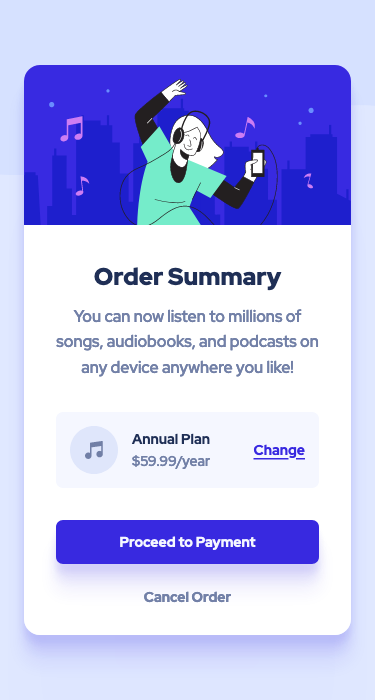 Order Summary
You can now listen to millions of
songs, audiobooks, and podcasts on
any device anywhere you like!
Annual Plan
$59.99/year
Change
Proceed to Payment
Cancel Order